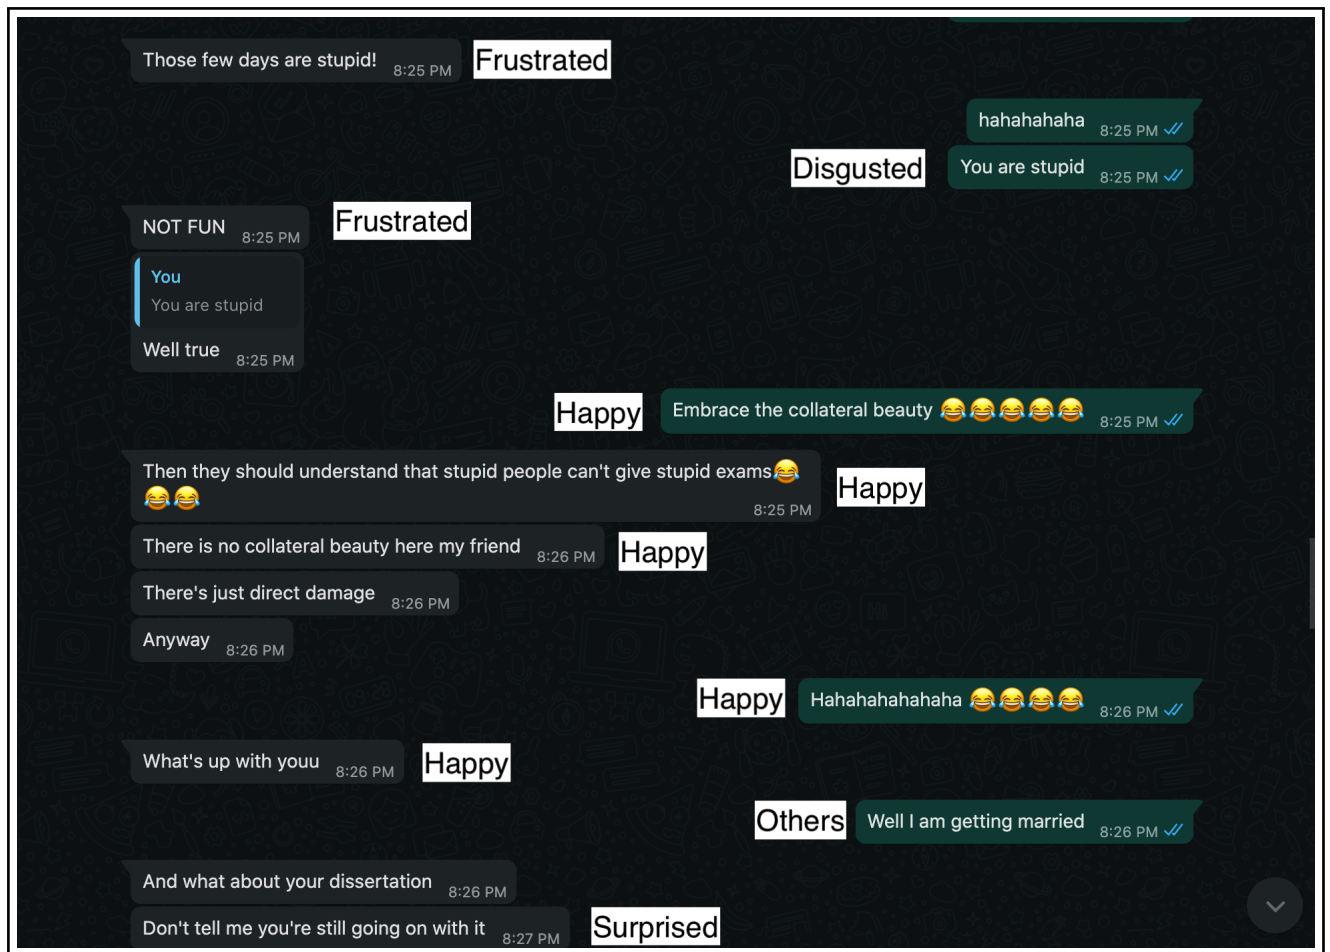 Those few days are stupid! 8:25 PM Frustrated
hahahahaha 8:25 PM
Disgusted You are stupid 8:25 PM
NOT FUN 8:25 PM Frustrated
You
You are stupid
Well true 8:25 PM
Happy Embrace the collateral beauty 😂😂😂😂😂 8:25 PM
Then they should understand that stupid people can't give stupid exams😂
😂😂 8:25 PM Happy
There is no collateral beauty here my friend 8:26 PM Happy
There's just direct damage 8:26 PM
Anyway 8:26 PM
Happy Hahahahahahaha 😂😂😂😂 8:26 PM
What's up with youu 8:26 PM Happy
Others Well I am getting married 8:26 PM
And what about your dissertation 8:26 PM
Don't tell me you're still going on with it 8:27 PM Surprised